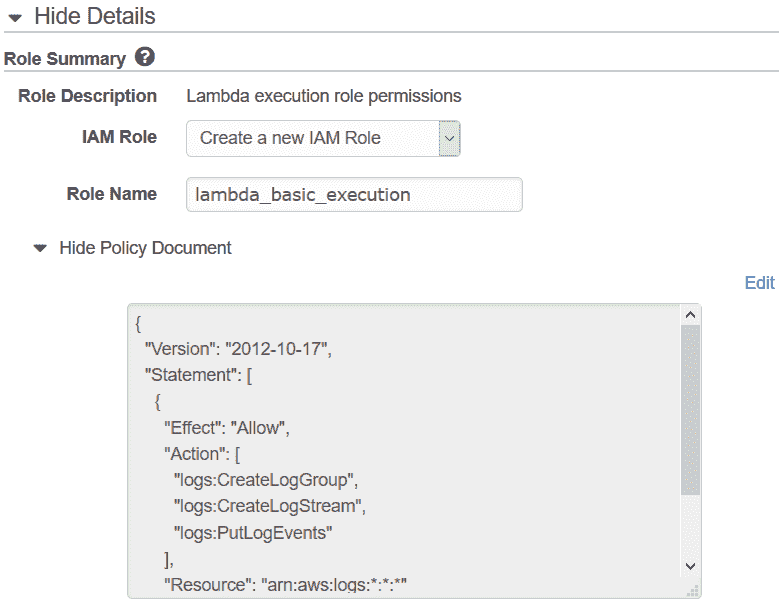 Hide Details
Role Summary ?
Role Description Lambda execution role permissions
IAM Role Create a new IAM Role
Role Name lambda_basic_execution
Hide Policy Document
Edit
{
"Version": "2012-10-17",
"Statement": [
{
"Effect": "Allow",
"Action": [
"logs:CreateLogGroup",
"logs:CreateLogStream",
"logs:PutLogEvents"
],
"Resource": "arn:aws:logs:*:*:*"